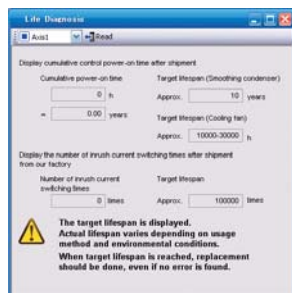 Life Diagnosis
Axis1 Read
Display cumulative control power-on time after shipment
Cumulative power-on time Target lifespan (Smoothing condenser)
0 h Approx. 10 years
= 0.00 years Target lifespan (Cooling fan)
Approx. 10000-30000 h
Display the number of inrush current switching times after shipment
from our factory
Number of inrush current Target lifespan
switching times
0 times Approx. 100000 times
The target lifespan is displayed.
Actual lifespan varies depending on usage
method and environmental conditions.
When target lifespan is reached, replacement
should be done, even if no error is found.